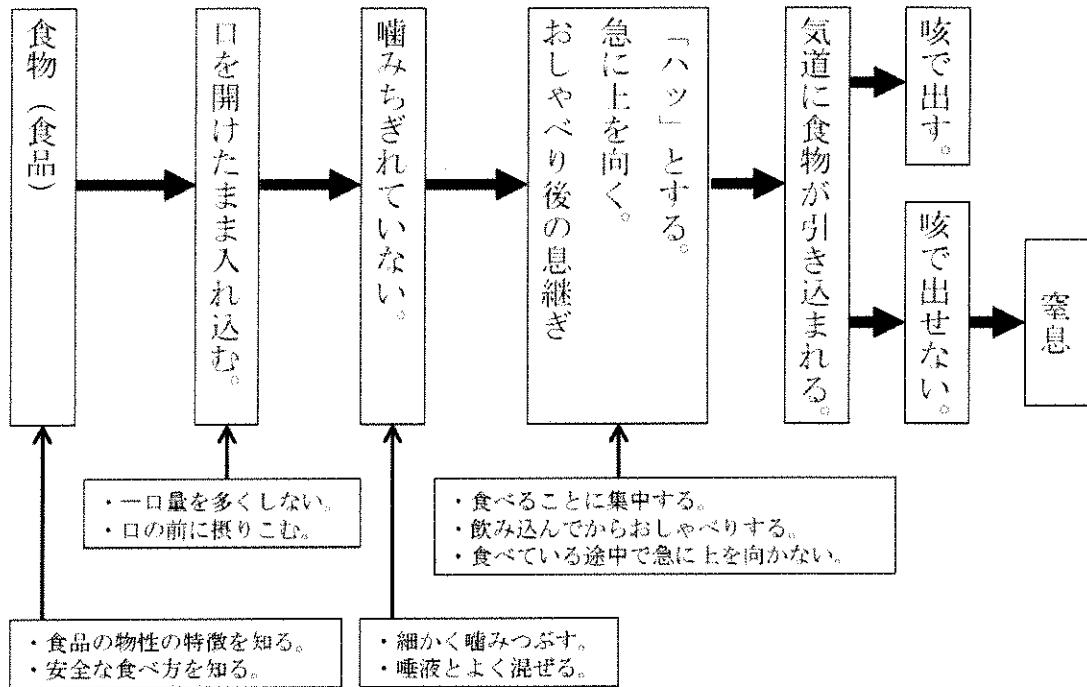 食物（食品）
口を開けたまま入れ込む。
噛みちぎれていない。
「ハッ」とする。
急に上を向く。
おしゃべり後の息継ぎ
気道に食物が引き込まれる。
咳で出す。
咳で出せない。
窒息
・一口量を多くしない。
・口の前に摂りこむ。
・食べることに集中する。
・飲み込んでからおしゃべりする。
・食べている途中で急に上を向かない。
・食品の物性の特徴を知る。
・安全な食べ方を知る。
・細かく噛みつぶす。
・唾液とよく混ぜる。